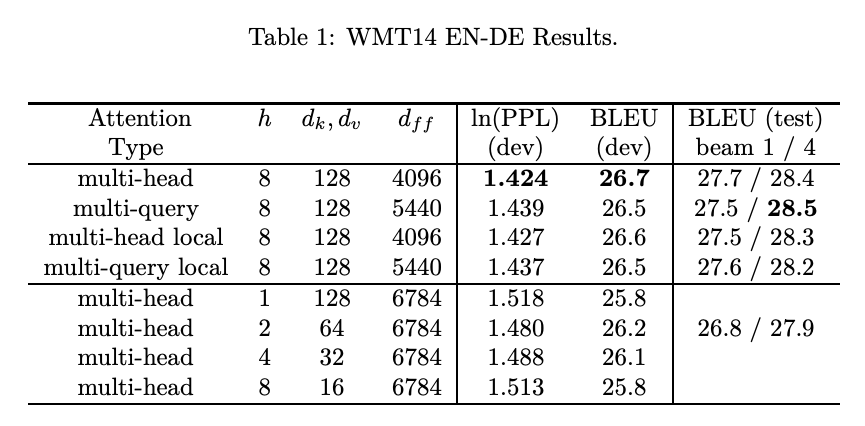 Table 1: WMT14 EN-DE Results.
Attention h d_k, d_v d_ff ln(PPL) BLEU BLEU (test)
Type (dev) (dev) beam 1 / 4
multi-head 8 128 4096 1.424 26.7 27.7 / 28.4
multi-query 8 128 5440 1.439 26.5 27.5 / 28.5
multi-head local 8 128 4096 1.427 26.6 27.5 / 28.3
multi-query local 8 128 5440 1.437 26.5 27.6 / 28.2
multi-head 1 128 6784 1.518 25.8
multi-head 2 64 6784 1.480 26.2 26.8 / 27.9
multi-head 4 32 6784 1.488 26.1
multi-head 8 16 6784 1.513 25.8